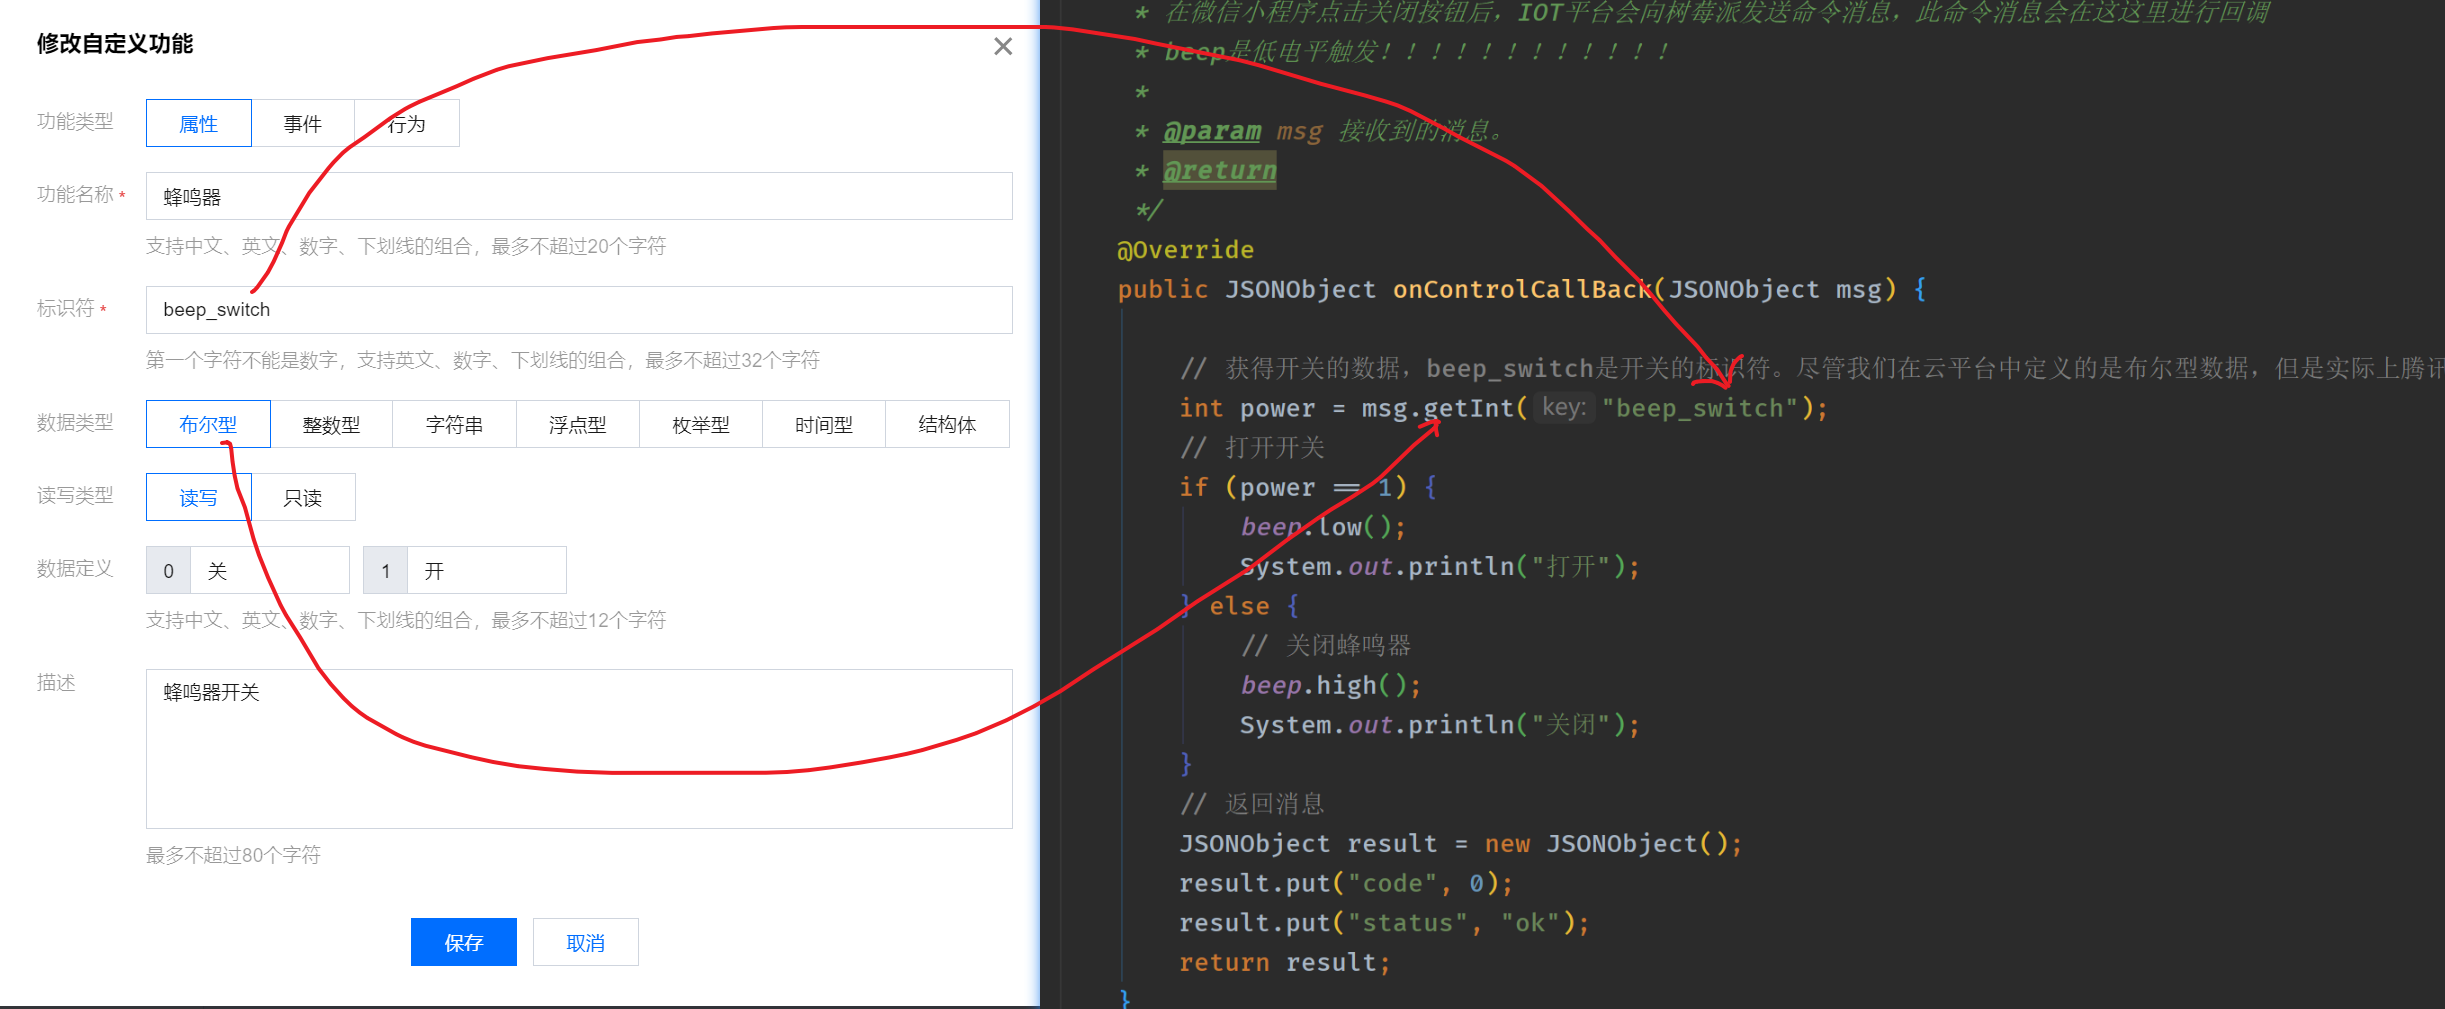 修改自定义功能
功能类型
属性
事件
行为
功能名称 *
蜂鸣器
支持中文、英文、数字、下划线的组合，最多不超过20个字符
标识符 *
beep_switch
第一个字符不能是数字，支持英文、数字、下划线的组合，最多不超过32个字符
数据类型
布尔型
整数型
字符串
浮点型
枚举型
时间型
结构体
读写类型
读写
只读
数据定义
0
关
1
开
支持中文、英文、数字、下划线的组合，最多不超过12个字符
描述
蜂鸣器开关
最多不超过80个字符
保存
取消
* 在微信小程序点击关闭按钮后，IOT平台会向树莓派发送命令消息，此命令消息会在这这里进行回调
* beep是低电平触发！！！！！！！！！！！！
*
* @param msg 接收到的消息。
* @return
*/
@Override
public JSONObject onControlCallBack(JSONObject msg) {
// 获得开关的数据，beep_switch是开关的标识符。尽管我们在云平台中定义的是布尔型数据，但是实际上腾讯
int power = msg.getInt( key: "beep_switch");
// 打开开关
if (power == 1) {
beep.low();
System.out.println("打开");
} else {
// 关闭蜂鸣器
beep.high();
System.out.println("关闭");
}
// 返回消息
JSONObject result = new JSONObject();
result.put("code", 0);
result.put("status", "ok");
return result;
}